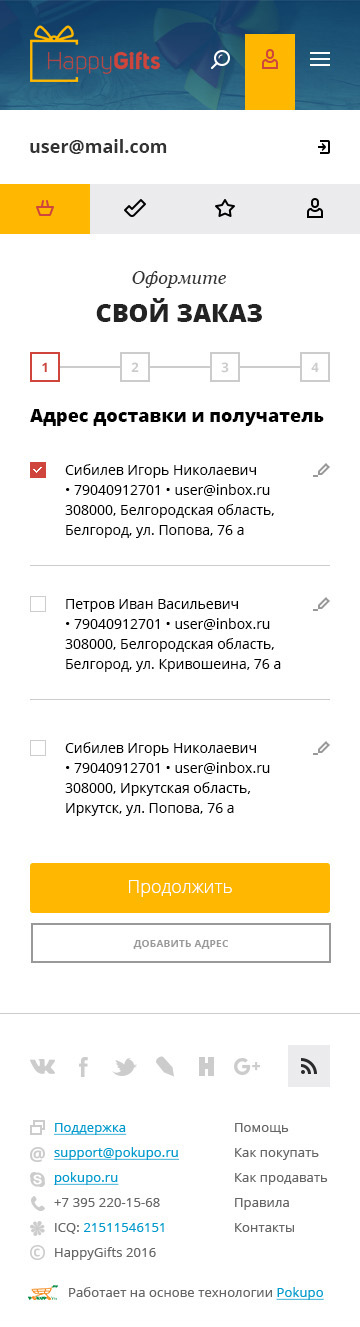 HappyGifts
user@mail.com
Оформите
СВОЙ ЗАКАЗ
1 2 3 4
Адрес доставки и получатель
Сибилев Игорь Николаевич
• 79040912701 • user@inbox.ru
308000, Белгородская область,
Белгород, ул. Попова, 76 а
Петров Иван Васильевич
• 79040912701 • user@inbox.ru
308000, Белгородская область,
Белгород, ул. Кривошеина, 76 а
Сибилев Игорь Николаевич
• 79040912701 • user@inbox.ru
308000, Иркутская область,
Иркутск, ул. Попова, 76 а
Продолжить
ДОБАВИТЬ АДРЕС
Поддержка
support@pokupo.ru
pokupo.ru
+7 395 220-15-68
ICQ: 21511546151
© HappyGifts 2016
Помощь
Как покупать
Как продавать
Правила
Контакты
Работает на основе технологии Pokupo